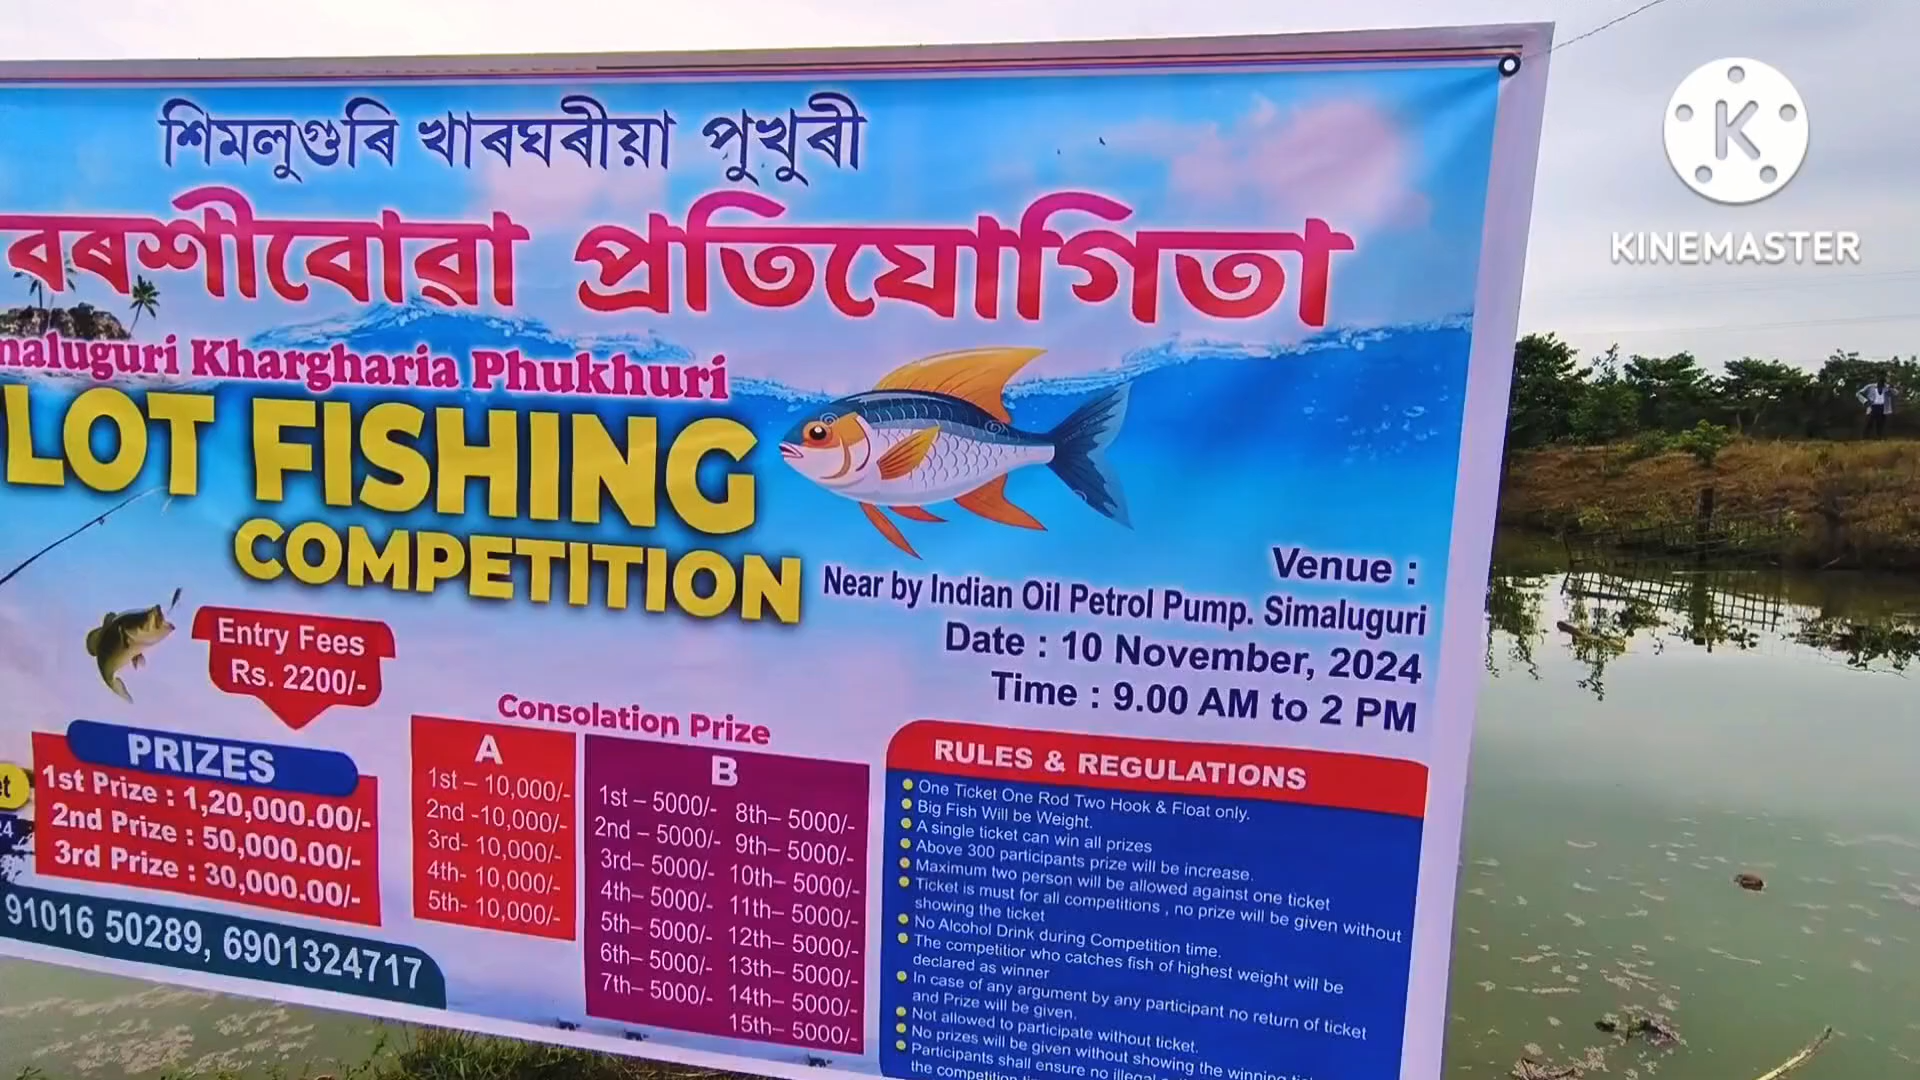 শিমলুগুৰি খাৰঘৰীয়া পুখুৰী
বৰশীবোৱা প্ৰতিযোগিতা
maluguri Khargharia Phukhuri
LOT FISHING
COMPETITION
Venue :
Near by Indian Oil Petrol Pump. Simaluguri
Date : 10 November, 2024
Time : 9.00 AM to 2 PM
Entry Fees
Rs. 2200/-
PRIZES
1st Prize : 1,20,000.00/-
2nd Prize : 50,000.00/-
3rd Prize : 30,000.00/-
91016 50289, 6901324717
Consolation Prize
A
1st – 10,000/-
2nd -10,000/-
3rd- 10,000/-
4th- 10,000/-
5th- 10,000/-
B
1st – 5000/- 8th– 5000/-
2nd – 5000/- 9th– 5000/-
3rd– 5000/- 10th– 5000/-
4th– 5000/- 11th– 5000/-
5th– 5000/- 12th– 5000/-
6th– 5000/- 13th– 5000/-
7th– 5000/- 14th– 5000/-
15th– 5000/-
RULES & REGULATIONS
One Ticket One Rod Two Hook & Float only.
Big Fish Will be Weight.
A single ticket can win all prizes
Above 300 participants prize will be increase.
Maximum two person will be allowed against one ticket
Ticket is must for all competitions , no prize will be given without
showing the ticket
No Alcohol Drink during Competition time.
The competitior who catches fish of highest weight will be
declared as winner
In case of any argument by any participant no return of ticket
and Prize will be given.
Not allowed to participate without ticket.
No prizes will be given without showing the winning
Participants shall ensure no illegal
the competition
K
KINEMASTER